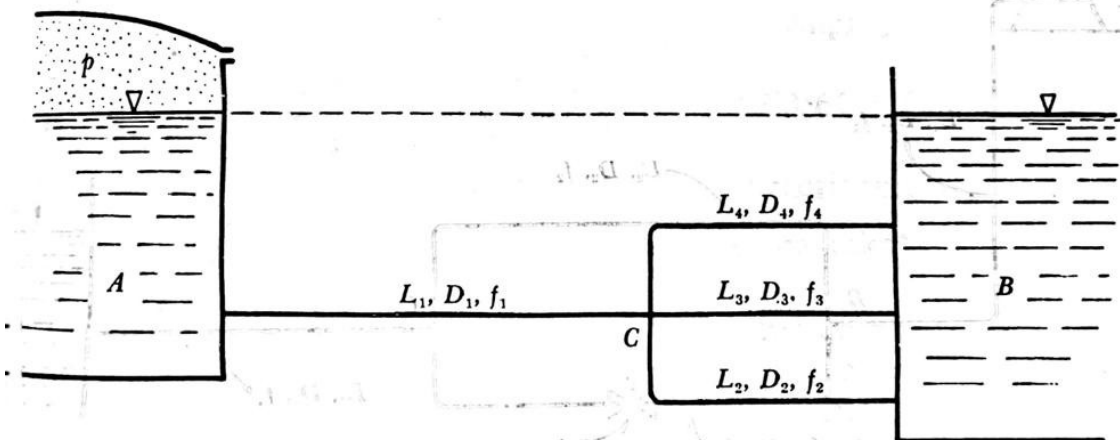 p
L₄, D₄, f₄
A
L₁, D₁, f₁
L₃, D₃, f₃
B
C
L₂, D₂, f₂